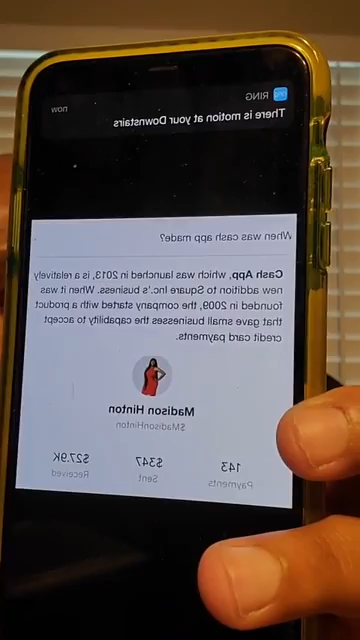 RING
now
There is motion at your Downstairs
When was cash app made?
Cash App, which was launched in 2013, is a relatively
new addition to Square Inc.'s business. When it was
founded in 2009, the company started with a product
that gave small businesses the capability to accept
credit card payments.
Madison Hinton
$MadisonHinton
143 $347 $27.9K
Payments Sent Received